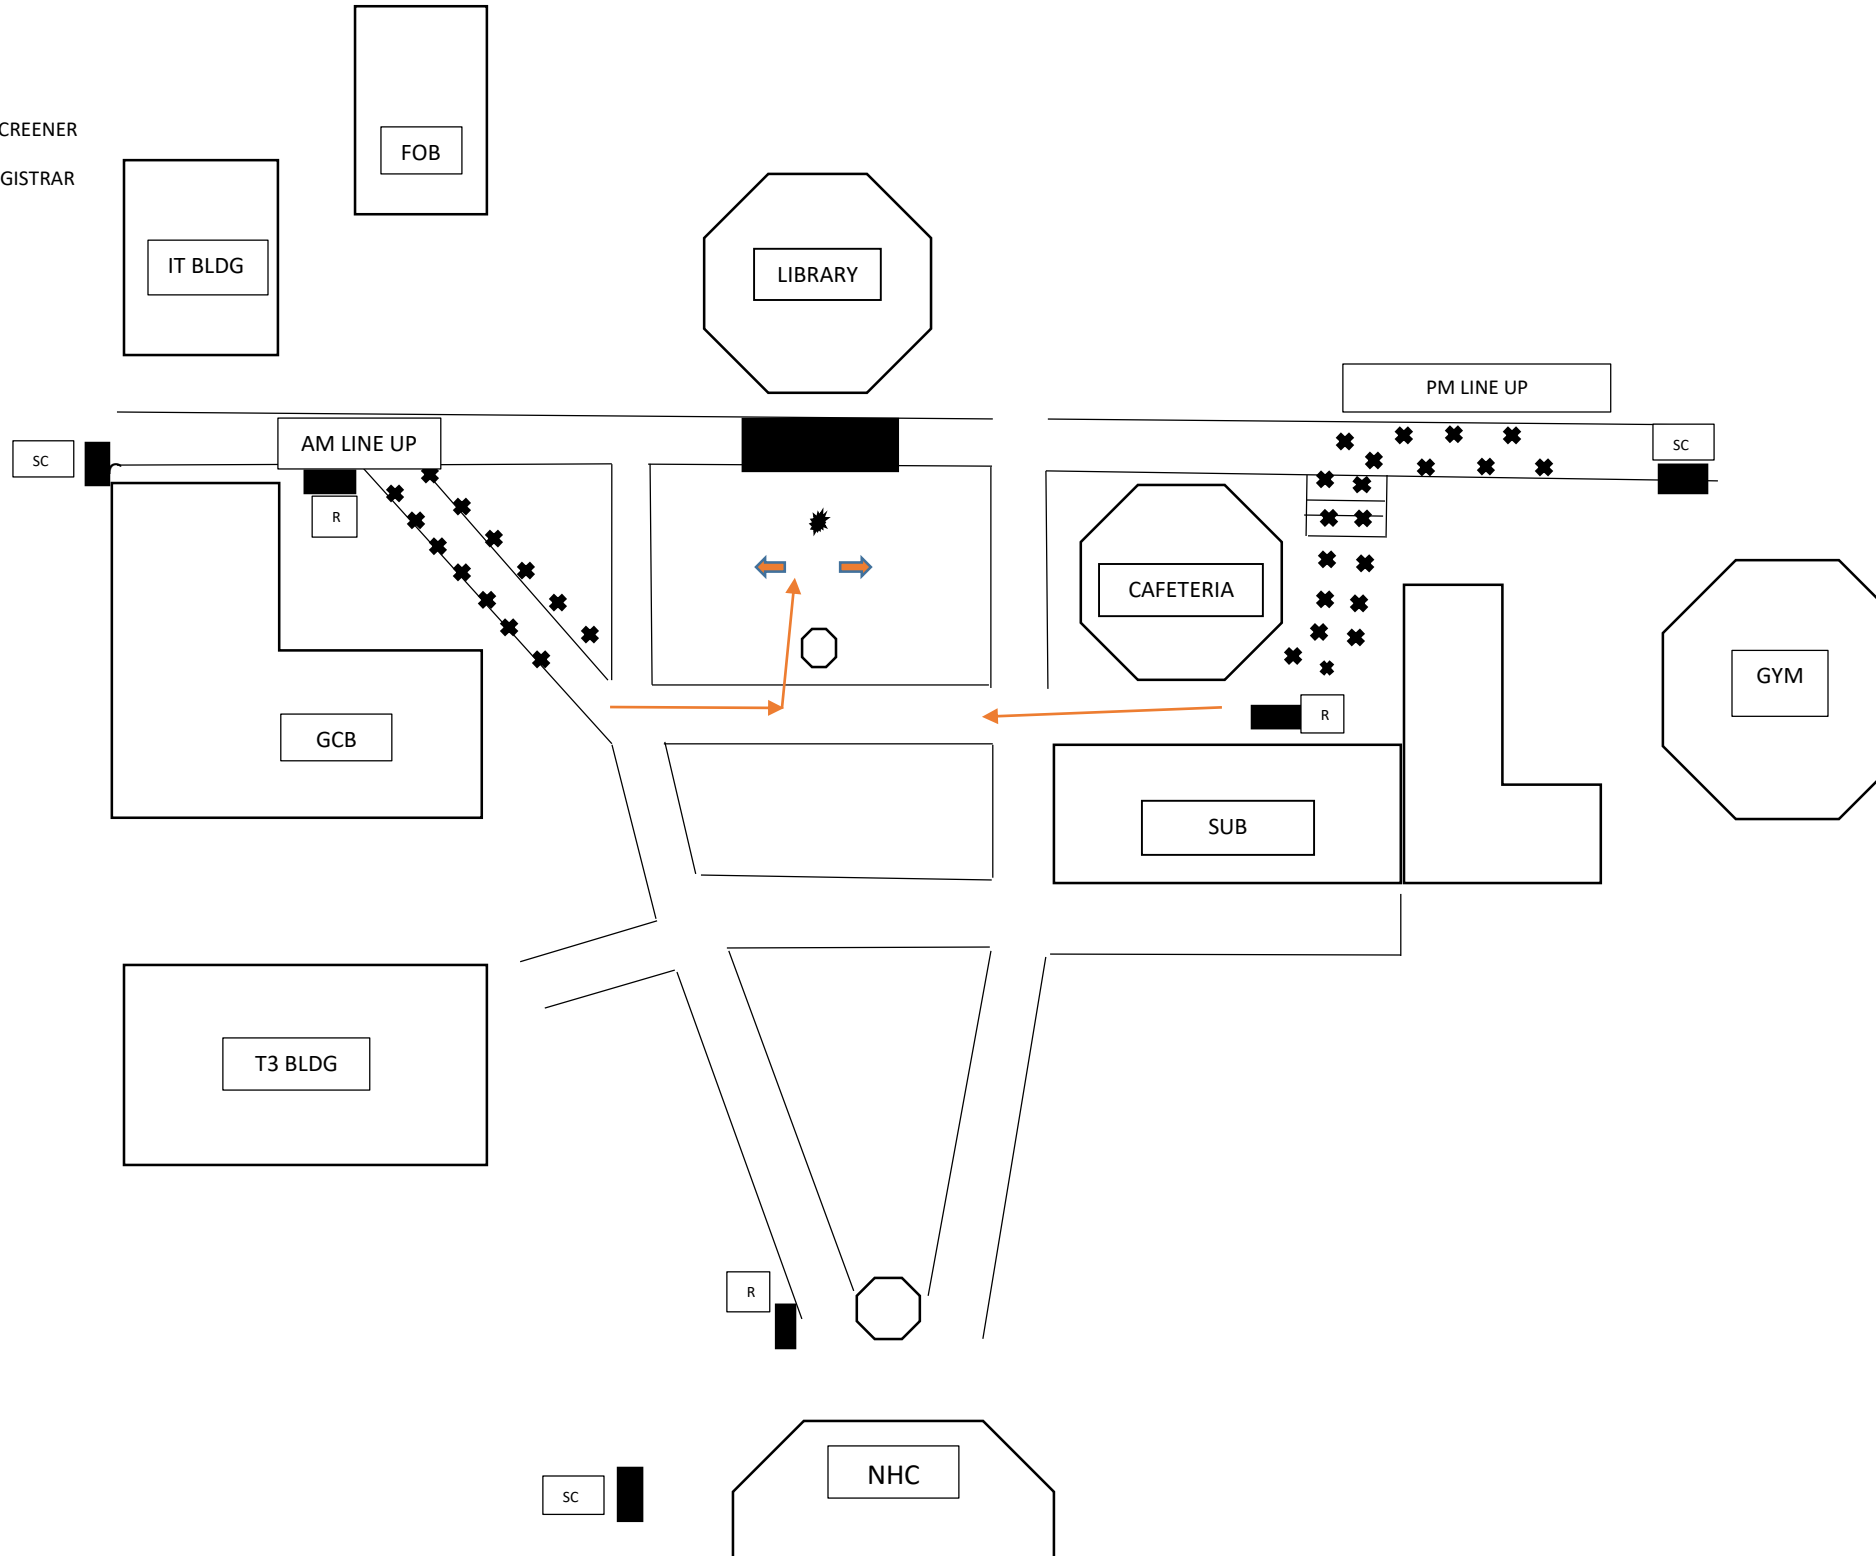 CREENER
GISTRAR
FOB
IT BLDG
LIBRARY
PM LINE UP
AM LINE UP
SC
SC
R
CAFETERIA
GYM
R
GCB
SUB
T3 BLDG
R
NHC
SC